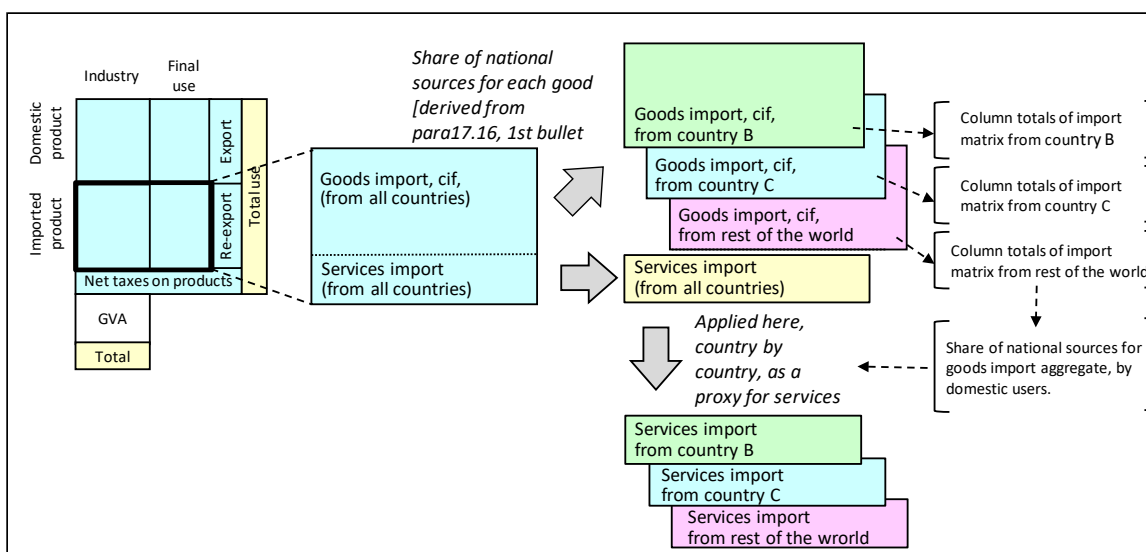 Industry
Final
use
Domestic
product
Imported
product
Export
Re-export
Total use
Net taxes on products
GVA
Total
Share of national
sources for each good
[derived from
para17.16, 1st bullet
Goods import, cif,
(from all countries)
Services import
(from all countries)
Goods import, cif,
from country B
Goods import, cif,
from country C
Goods import, cif,
from rest of the world
Services import
(from all countries)
Column totals of import
matrix from country B
Column totals of import
matrix from country C
Column totals of import
matrix from rest of the world
Share of national sources for
goods import aggregate, by
domestic users.
Applied here,
country by
country, as a
proxy for services
Services import
from country B
Services import
from country C
Services import
from rest of the wrorld